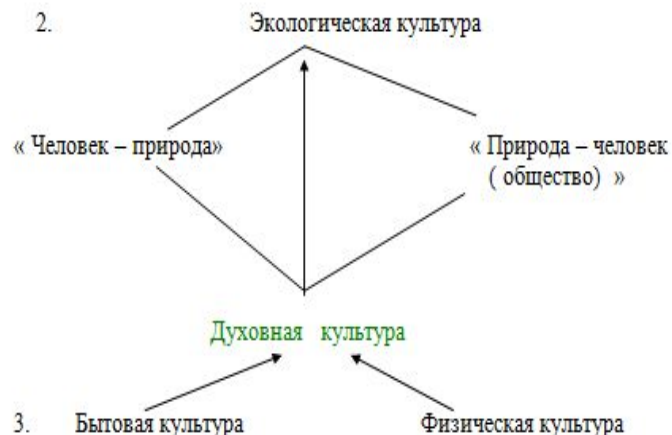 2. Экологическая культура
« Человек – природа» « Природа – человек
( общество) »
Духовная культура
3. Бытовая культура Физическая культура